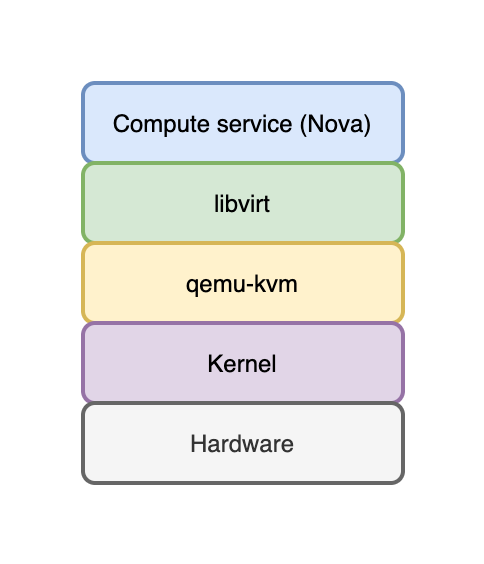 Compute service (Nova)
libvirt
qemu-kvm
Kernel
Hardware